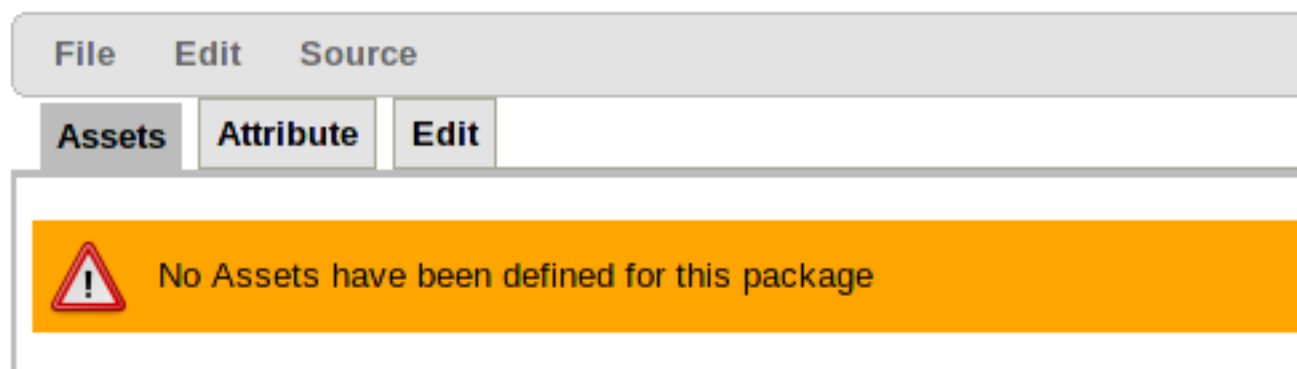 File Edit Source
Assets Attribute Edit
! No Assets have been defined for this package